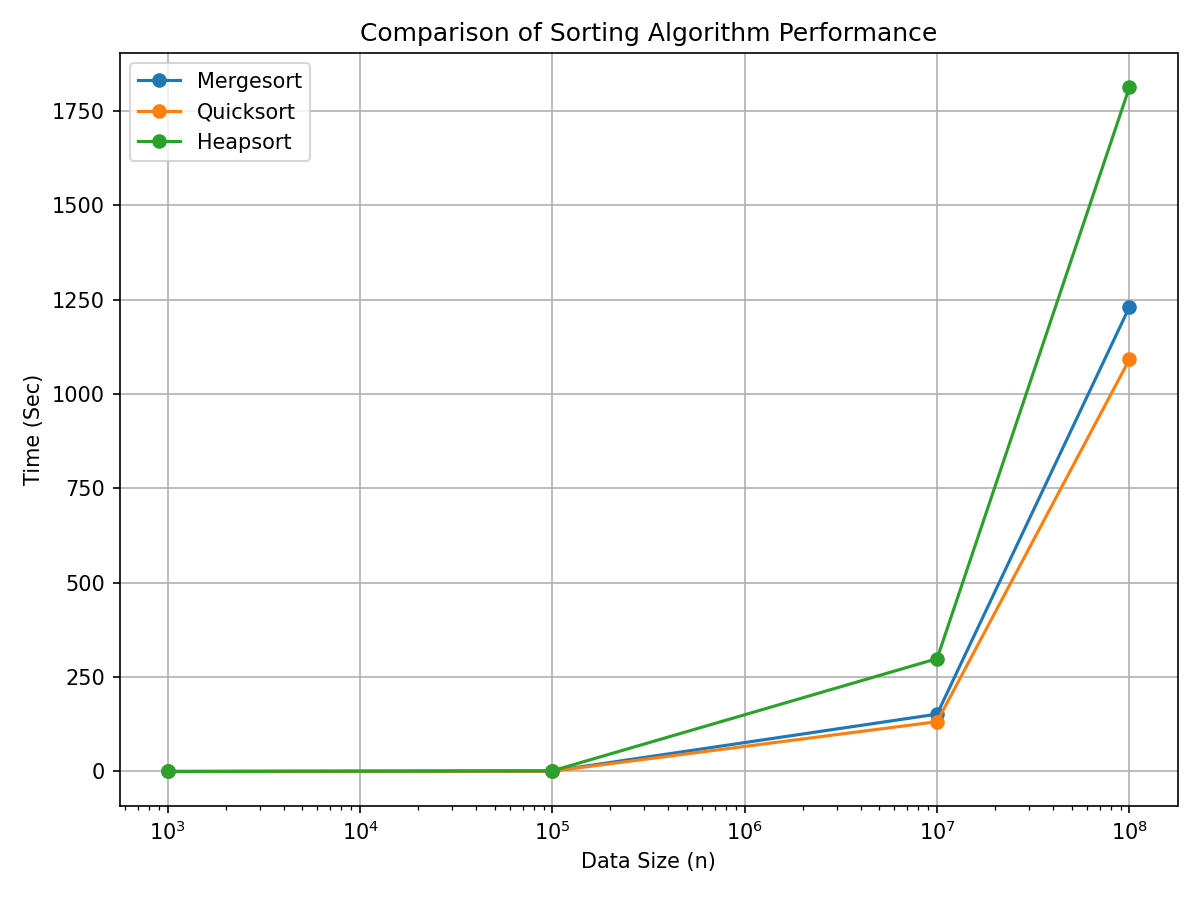 Comparison of Sorting Algorithm Performance
Mergesort
Quicksort
Heapsort
1750
1500
1250
1000
750
500
250
0
Time (Sec)
10³
10⁴
10⁵
10⁶
10⁷
10⁸
Data Size (n)